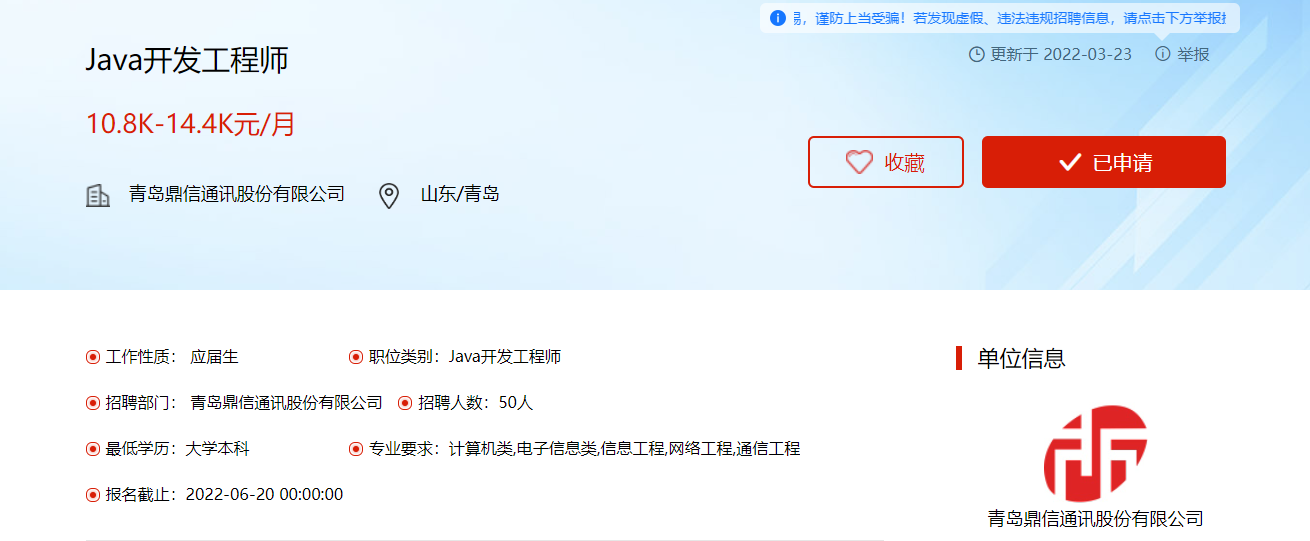 易，谨防上当受骗！若发现虚假、违法违规招聘信息，请点击下方举报
Java开发工程师
更新于 2022-03-23 举报
10.8K-14.4K元/月
收藏 已申请
青岛鼎信通讯股份有限公司 山东/青岛
工作性质： 应届生 职位类别：Java开发工程师
单位信息
招聘部门： 青岛鼎信通讯股份有限公司 招聘人数：50人
最低学历：大学本科 专业要求：计算机类,电子信息类,信息工程,网络工程,通信工程
报名截止：2022-06-20 00:00:00
青岛鼎信通讯股份有限公司